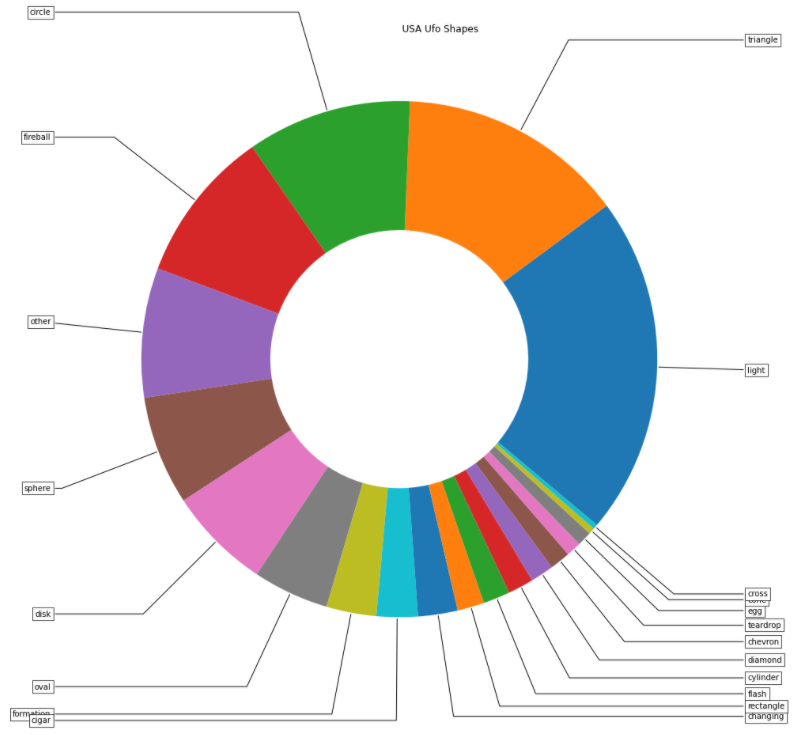 circle
USA Ufo Shapes
triangle
fireball
other
light
sphere
cross
cone
egg
disk
teardrop
chevron
diamond
cylinder
oval
flash
rectangle
formation
changing
cigar